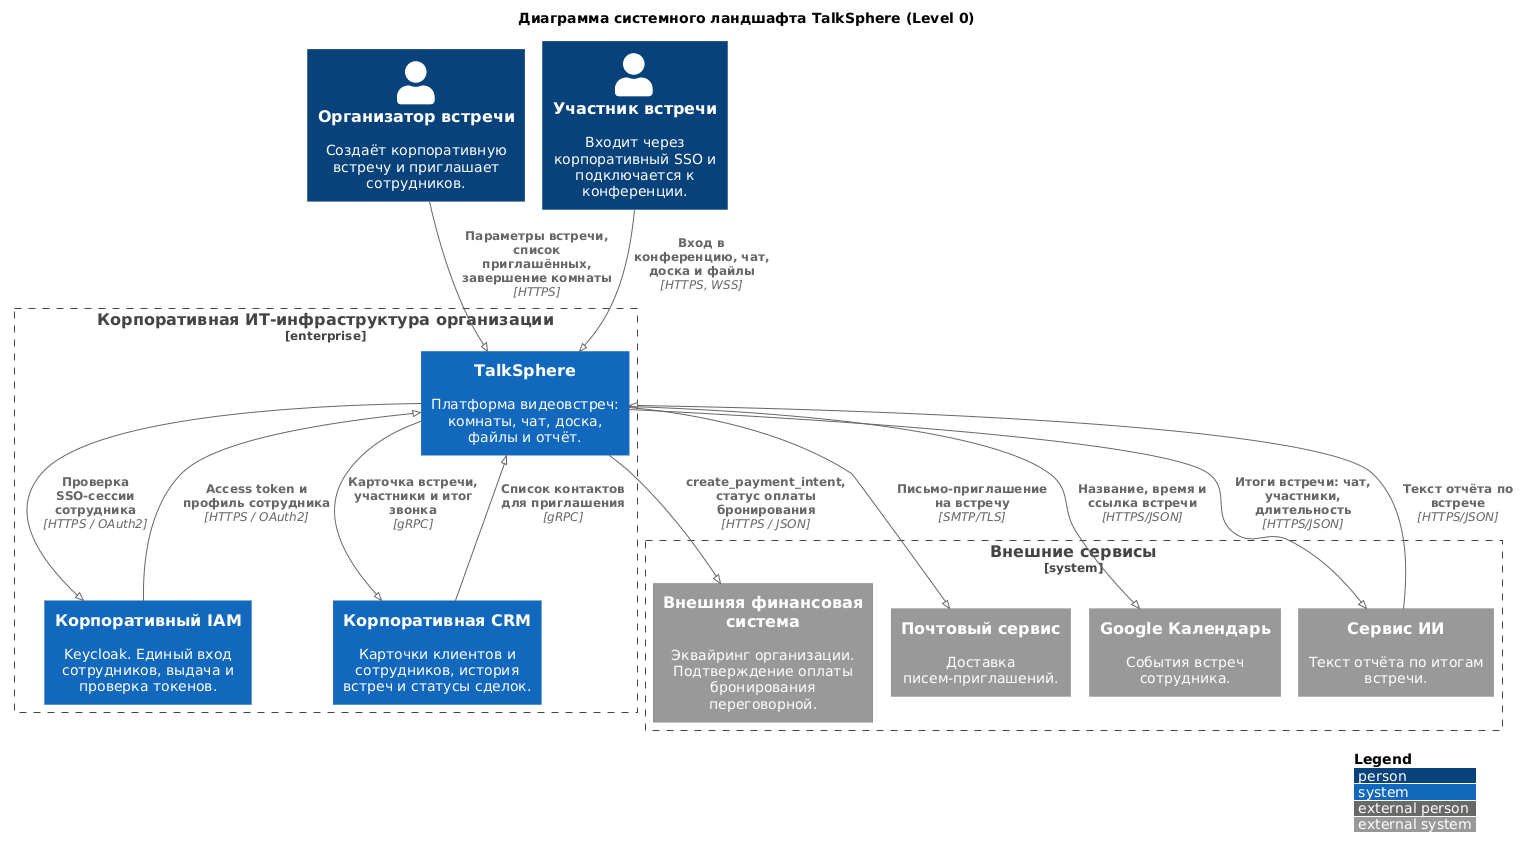 Диаграмма системного ландшафта TalkSphere (Level 0)
Организатор встречи
Создаёт корпоративную
встречу и приглашает
сотрудников.
Участник встречи
Входит через
корпоративный SSO и
подключается к
конференции.
Параметры встречи,
список
приглашённых,
завершение комнаты
[HTTPS]
Вход в
конференцию, чат,
доска и файлы
[HTTPS, WSS]
Корпоративная ИТ-инфраструктура организации
[enterprise]
TalkSphere
Платформа видеовстреч:
комнаты, чат, доска,
файлы и отчёт.
Проверка
SSO-сессии
сотрудника
[HTTPS / OAuth2]
Access token и
профиль сотрудника
[HTTPS / OAuth2]
Карточка встречи,
участники и итог
звонка
[gRPC]
Список контактов
для приглашения
[gRPC]
create_payment_intent,
статус оплаты
бронирования
[HTTPS / JSON]
Письмо-приглашение
на встречу
[SMTP/TLS]
Название, время и
ссылка встречи
[HTTPS/JSON]
Итоги встречи: чат,
участники,
длительность
[HTTPS/JSON]
Текст отчёта по
встрече
[HTTPS/JSON]
Внешние сервисы
[system]
Корпоративный IAM
Keycloak. Единый вход
сотрудников, выдача и
проверка токенов.
Корпоративная CRM
Карточки клиентов и
сотрудников, история
встреч и статусы сделок.
Внешняя финансовая
система
Эквайринг организации.
Подтверждение оплаты
бронирования
переговорной.
Почтовый сервис
Доставка
писем-приглашений.
Google Календарь
События встреч
сотрудника.
Сервис ИИ
Текст отчёта по итогам
встречи.
Legend
person
system
external person
external system